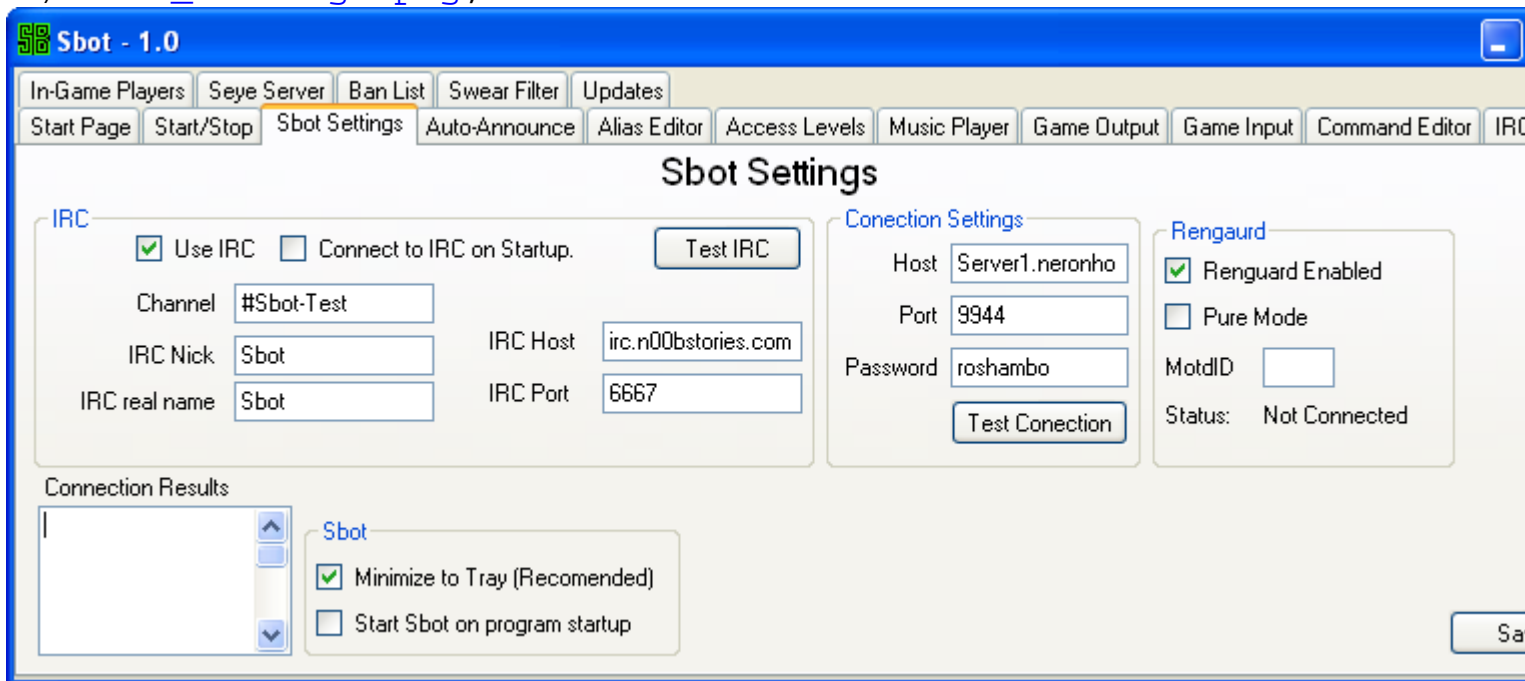 SB Sbot - 1.0
In-Game Players Seye Server Ban List Swear Filter Updates
Start Page Start/Stop Sbot Settings Auto-Announce Alias Editor Access Levels Music Player Game Output Game Input Command Editor IRC
Sbot Settings
IRC
Use IRC Connect to IRC on Startup. Test IRC
Channel #Sbot-Test
IRC Nick Sbot
IRC real name Sbot
IRC Host irc.n00bstories.com
IRC Port 6667
Conection Settings
Host Server1.neronho
Port 9944
Password roshambo
Test Conection
Rengaurd
Renguard Enabled
Pure Mode
MotdID
Status: Not Connected
Connection Results
Sbot
Minimize to Tray (Recomended)
Start Sbot on program startup